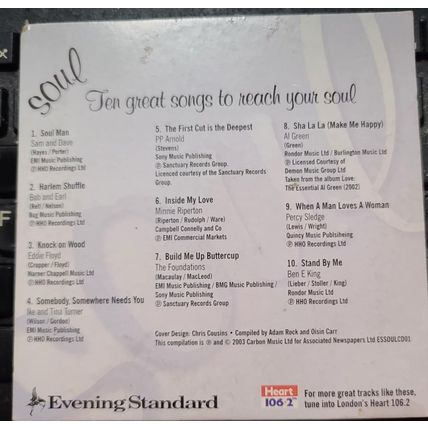 soul
Ten great songs to reach your soul
1. Soul Man
Sam and Dave
(Hayes / Porter)
EMI Music Publishing
℗ HHO Recordings Ltd
2. Harlem Shuffle
Bob and Earl
(Relf / Nelson)
Bug Music Publishing
℗ HHO Recordings Ltd
3. Knock on Wood
Eddie Floyd
(Cropper / Floyd)
Warner Chappell Music Ltd
℗ HHO Recordings Ltd
4. Somebody, Somewhere Needs You
Ike and Tina Turner
(Wilson / Gordon)
EMI Music Publishing
℗ HHO Recordings Ltd
5. The First Cut is the Deepest
PP Arnold
(Stevens)
Sony Music Publishing
℗ Sanctuary Records Group.
Licenced courtesy of the Sanctuary Records
Group.
6. Inside My Love
Minnie Riperton
(Riperton / Rudolph / Ware)
Campbell Connelly and Co
℗ EMI Commercial Markets
7. Build Me Up Buttercup
The Foundations
(Macaulay / MacLeod)
EMI Music Publishing / BMG Music Publishing /
Sony Music Publishing
℗ Sanctuary Records Group
8. Sha La La (Make Me Happy)
Al Green
(Green)
Rondor Music Ltd / Burlington Music Ltd
℗ Licensed Courtesy of
Demon Music Group Ltd
Taken from the album Love:
The Essential Al Green (2002)
9. When A Man Loves A Woman
Percy Sledge
(Lewis / Wright)
Quincy Music Publsiheing
℗ HHO Recordings Ltd
10. Stand By Me
Ben E King
(Lieber / Stoller / King)
Rondor Music Ltd
℗ HHO Recordings Ltd
Cover Design: Chris Cousins • Compiled by Adam Rock and Oisin Carr
This compilation is ℗ and © 2003 Carbon Music Ltd for Associated Newspapers Ltd ESSOULCD01
Evening Standard
Heart
106.2
For more great tracks like these,
tune into London's Heart 106.2